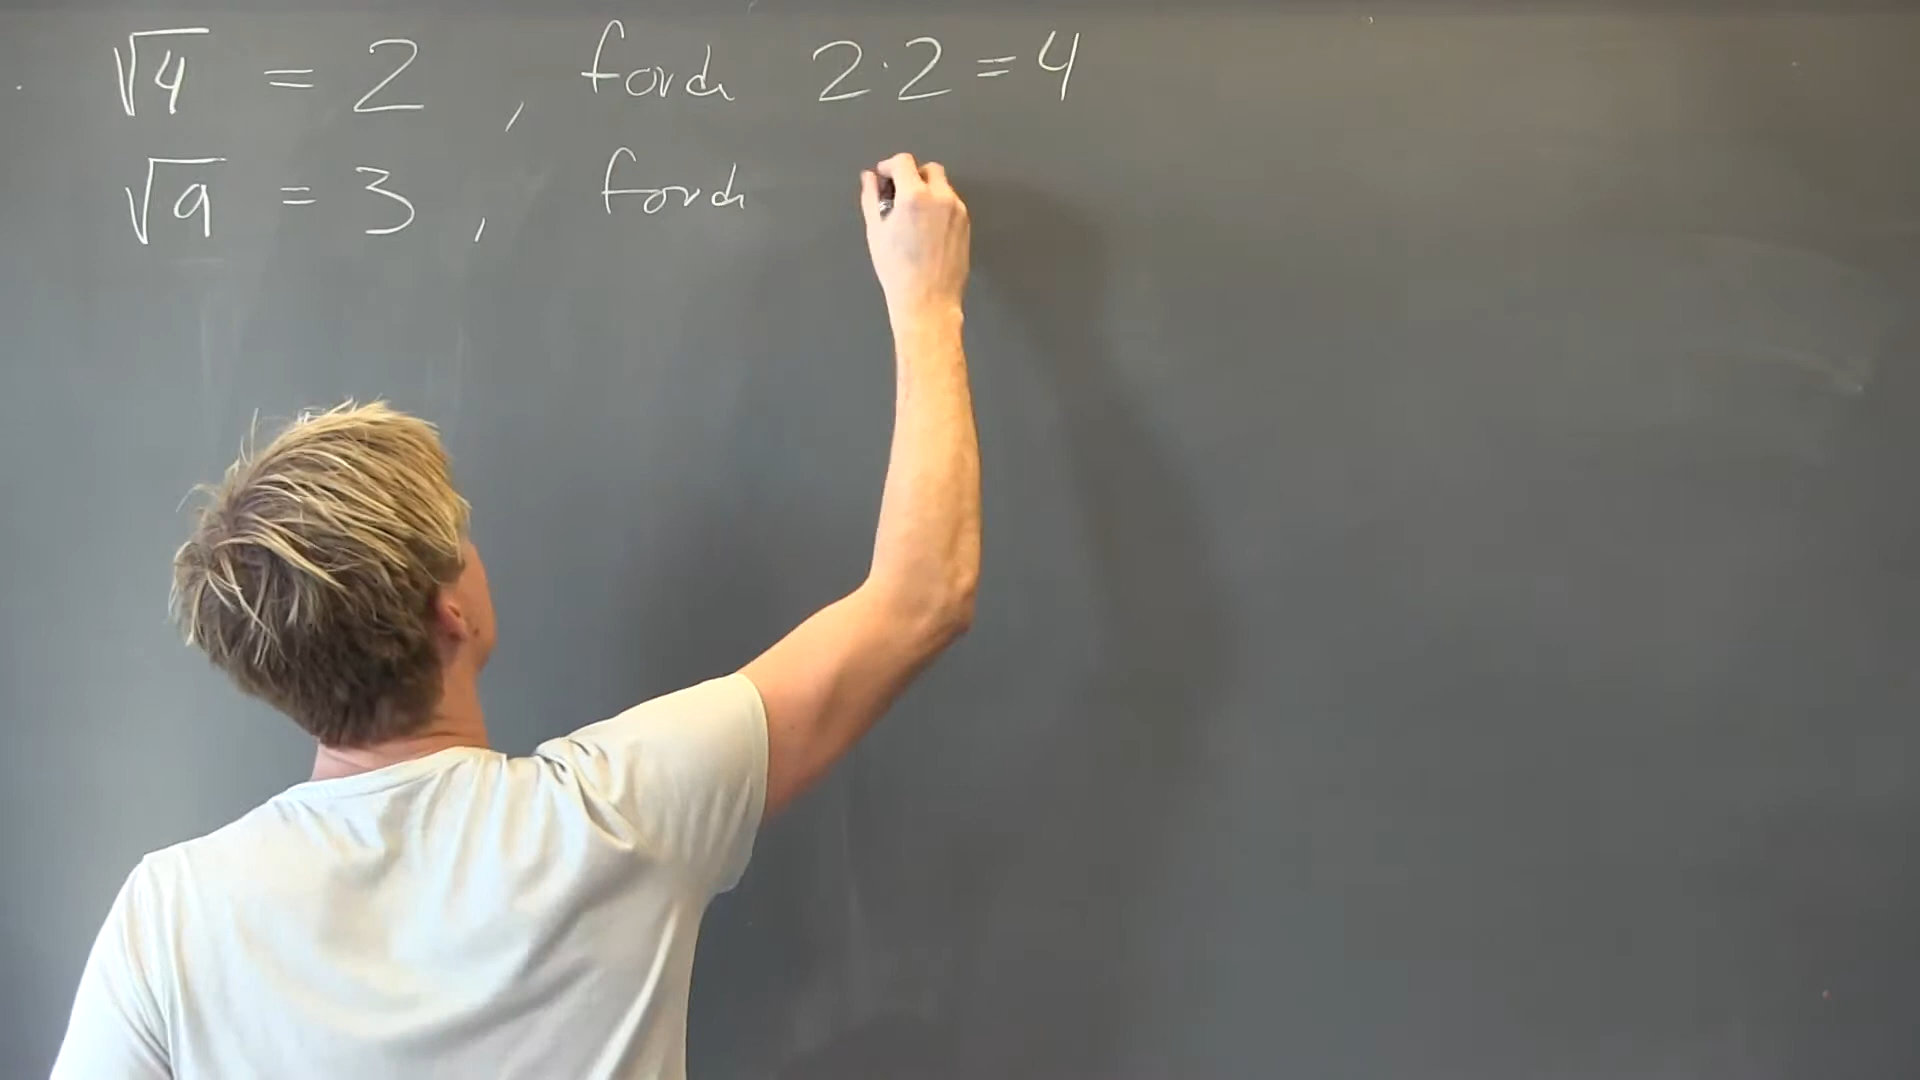 √4 = 2 , fordi 2·2 = 4
√9 = 3 , fordi